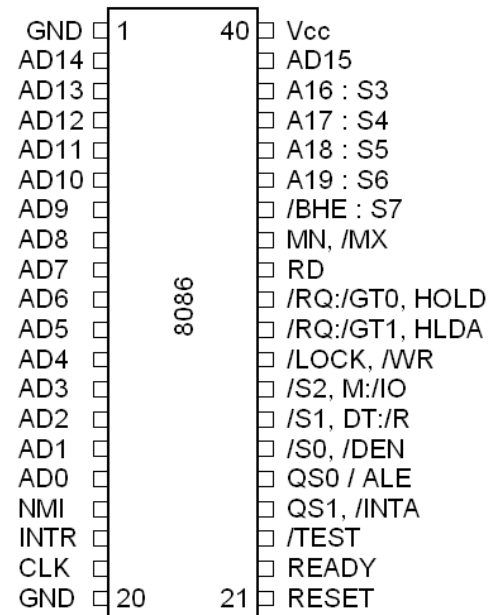 GND 1 40 Vcc
AD14 AD15
AD13 A16 : S3
AD12 A17 : S4
AD11 A18 : S5
AD10 A19 : S6
AD9 /BHE : S7
AD8 MN, /MX
AD7 RD
AD6 /RQ:/GT0, HOLD
AD5 /RQ:/GT1, HLDA
AD4 /LOCK, /WR
AD3 /S2, M:/IO
AD2 /S1, DT:/R
AD1 /S0, /DEN
AD0 QS0 / ALE
NMI QS1, /INTA
INTR /TEST
CLK READY
GND 20 21 RESET
8086